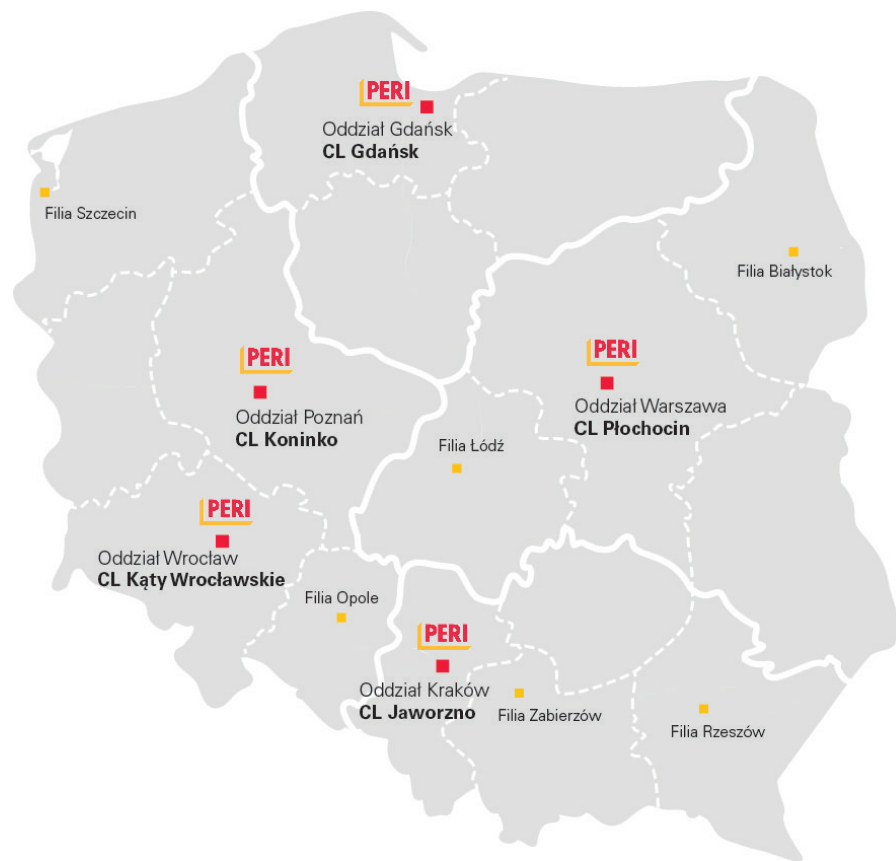 PERI
Oddział Gdańsk
CL Gdańsk
Filia Szczecin
Filia Białystok
PERI
Oddział Poznań
CL Koninko
PERI
Oddział Warszawa
CL Płochocin
Filia Łódź
PERI
Oddział Wrocław
CL Kąty Wrocławskie
Filia Opole
PERI
Oddział Kraków
CL Jaworzno
Filia Zabierzów
Filia Rzeszów